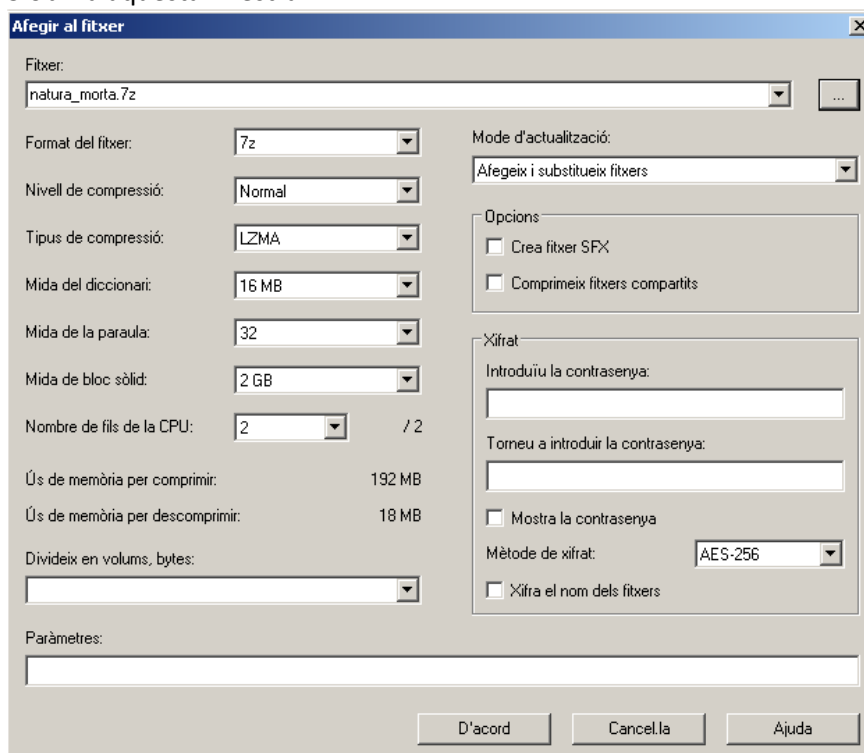 Afegir al fitxer
Fitxer:
natura_morta.7z
...
Format del fitxer:
7z
Nivell de compressió:
Normal
Tipus de compressió:
LZMA
Mida del diccionari:
16 MB
Mida de la paraula:
32
Mida de bloc sòlid:
2 GB
Nombre de fils de la CPU:
2
/ 2
Ús de memòria per comprimir:
192 MB
Ús de memòria per descomprimir:
18 MB
Divideix en volums, bytes:
Mode d'actualització:
Afegeix i substitueix fitxers
Opcions
Crea fitxer SFX
Comprimeix fitxers compartits
Xifrat
Introduïu la contrasenya:
Torneu a introduir la contrasenya:
Mostra la contrasenya
Mètode de xifrat:
AES-256
Xifra el nom dels fitxers
Paràmetres:
D'acord
Cancel.la
Ajuda